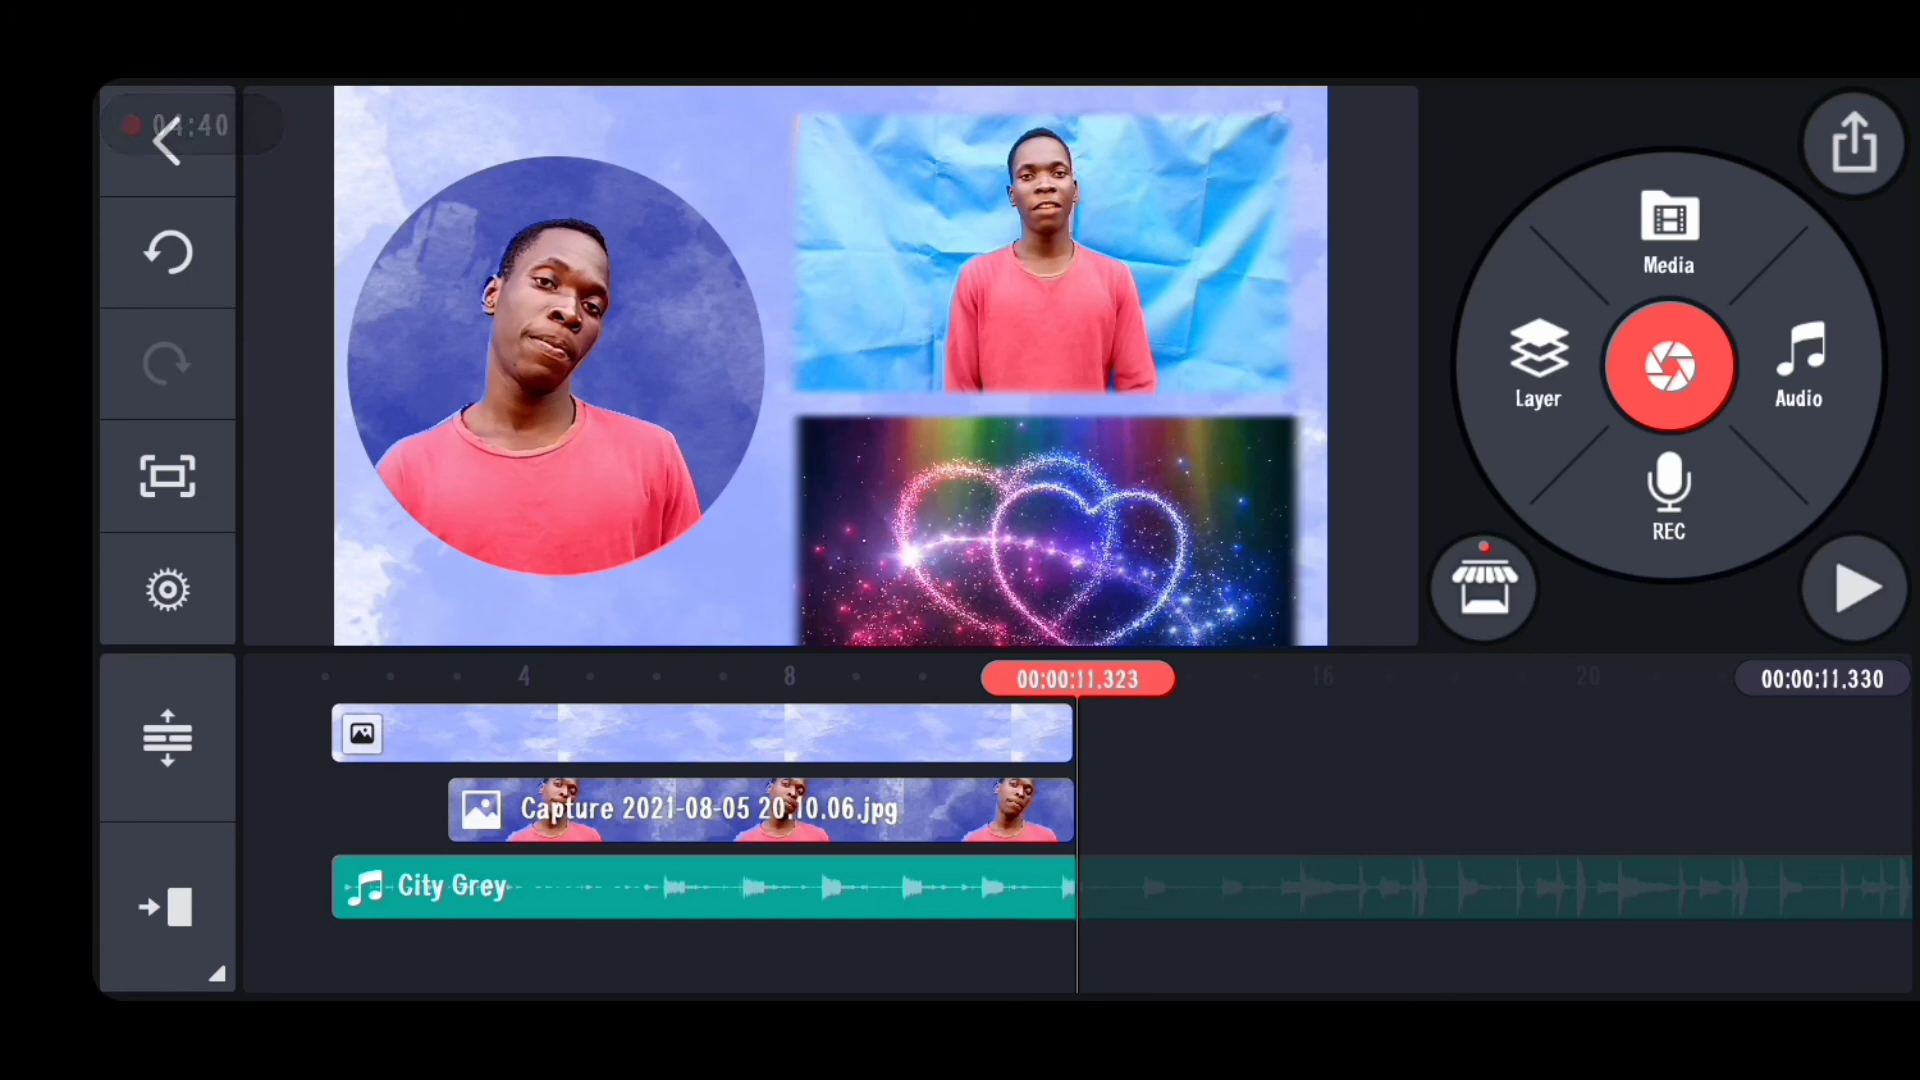 04:40
Media
Layer
Audio
REC
4
8
00:00:11.323
16
20
00:00:11.330
Capture 2021-08-05 20.10.06.jpg
City Grey